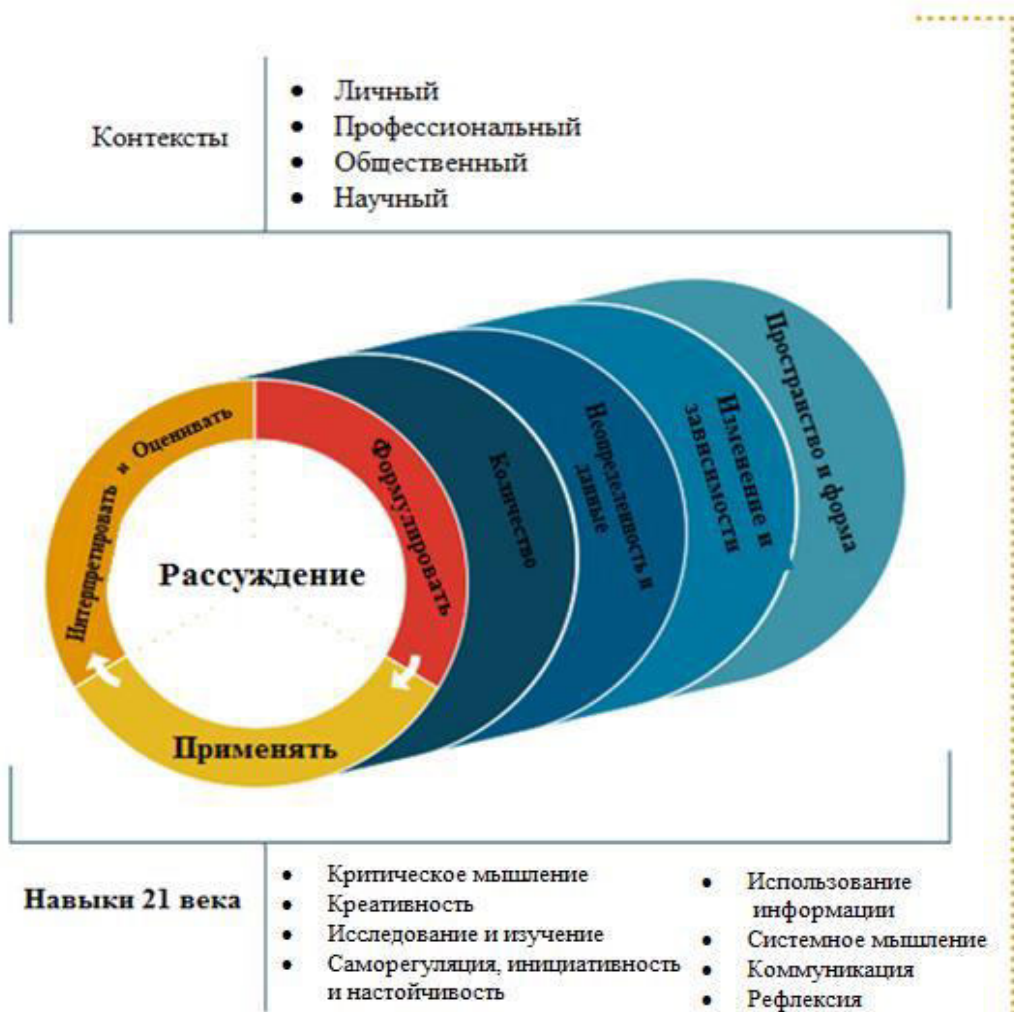 Контексты
• Личный
• Профессиональный
• Общественный
• Научный
Интерпретировать и Оценивать
Формулировать
Применять
Рассуждение
Количество
Неопределенность и
данные
Изменение и
зависимости
Пространство и форма
Навыки 21 века
• Критическое мышление
• Креативность
• Исследование и изучение
• Саморегуляция, инициативность
и настойчивость
• Использование
информации
• Системное мышление
• Коммуникация
• Рефлексия